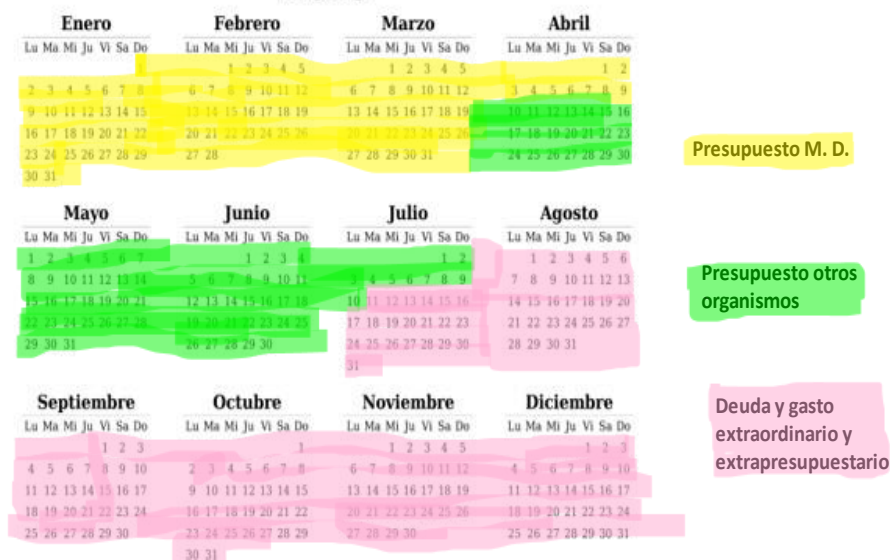 Enero Febrero Marzo Abril
Lu Ma Mi Ju Vi Sa Do Lu Ma Mi Ju Vi Sa Do Lu Ma Mi Ju Vi Sa Do Lu Ma Mi Ju Vi Sa Do
1 1 2 3 4 5 1 2 3 4 5 1 2
2 3 4 5 6 7 8 6 7 8 9 10 11 12 6 7 8 9 10 11 12 3 4 5 6 7 8 9
9 10 11 12 13 14 15 13 14 15 16 17 18 19 13 14 15 16 17 18 19 10 11 12 13 14 15 16
16 17 18 19 20 21 22 20 21 22 23 24 25 26 20 21 22 23 24 25 26 17 18 19 20 21 22 23
23 24 25 26 27 28 29 27 28 27 28 29 30 31 24 25 26 27 28 29 30
30 31
Presupuesto M. D.
Mayo Junio Julio Agosto
Lu Ma Mi Ju Vi Sa Do Lu Ma Mi Ju Vi Sa Do Lu Ma Mi Ju Vi Sa Do Lu Ma Mi Ju Vi Sa Do
1 2 3 4 5 6 7 1 2 3 4 1 2 1 2 3 4 5 6
8 9 10 11 12 13 14 5 6 7 8 9 10 11 3 4 5 6 7 8 9 7 8 9 10 11 12 13
15 16 17 18 19 20 21 12 13 14 15 16 17 18 10 11 12 13 14 15 16 14 15 16 17 18 19 20
22 23 24 25 26 27 28 19 20 21 22 23 24 25 17 18 19 20 21 22 23 21 22 23 24 25 26 27
29 30 31 26 27 28 29 30 24 25 26 27 28 29 30 28 29 30 31
31
Presupuesto otros
organismos
Septiembre Octubre Noviembre Diciembre
Lu Ma Mi Ju Vi Sa Do Lu Ma Mi Ju Vi Sa Do Lu Ma Mi Ju Vi Sa Do Lu Ma Mi Ju Vi Sa Do
1 2 3 1 1 2 3 4 5 1 2 3
4 5 6 7 8 9 10 2 3 4 5 6 7 8 6 7 8 9 10 11 12 4 5 6 7 8 9 10
11 12 13 14 15 16 17 9 10 11 12 13 14 15 13 14 15 16 17 18 19 11 12 13 14 15 16 17
18 19 20 21 22 23 24 16 17 18 19 20 21 22 20 21 22 23 24 25 26 18 19 20 21 22 23 24
25 26 27 28 29 30 23 24 25 26 27 28 29 27 28 29 30 25 26 27 28 29 30 31
30 31
Deuda y gasto
extraordinario y
extrapresupuestario